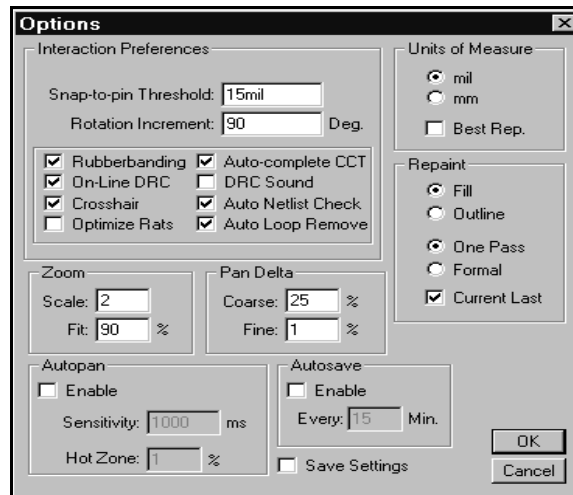 Options
Interaction Preferences
Snap-to-pin Threshold: 15mil
Rotation Increment: 90 Deg.
Rubberbanding
Auto-complete CCT
On-Line DRC
DRC Sound
Crosshair
Auto Netlist Check
Optimize Rats
Auto Loop Remove
Units of Measure
mil
mm
Best Rep.
Repaint
Fill
Outline
One Pass
Formal
Current Last
Zoom
Scale: 2
Fit: 90 %
Pan Delta
Coarse: 25 %
Fine: 1 %
Autopan
Enable
Sensitivity: 1000 ms
Hot Zone: 1 %
Autosave
Enable
Every: 15 Min.
Save Settings
OK
Cancel